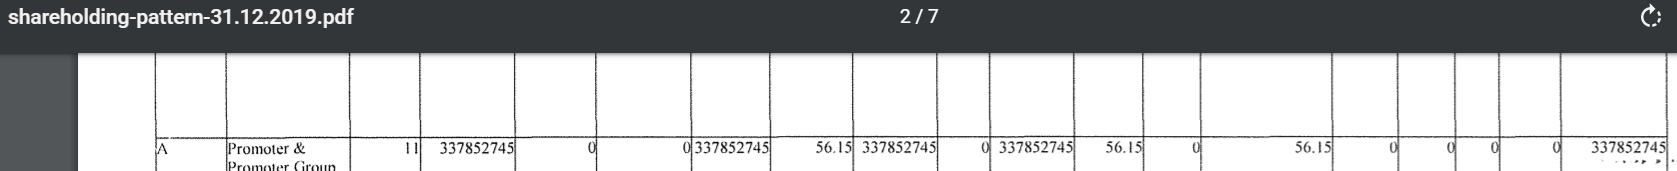 shareholding-pattern-31.12.2019.pdf 2 / 7
A Promoter & 11 337852745 0 0 337852745 56.15 337852745 0 337852745 56.15 0 56.15 0 0 0 0 337852745
Promoter Group